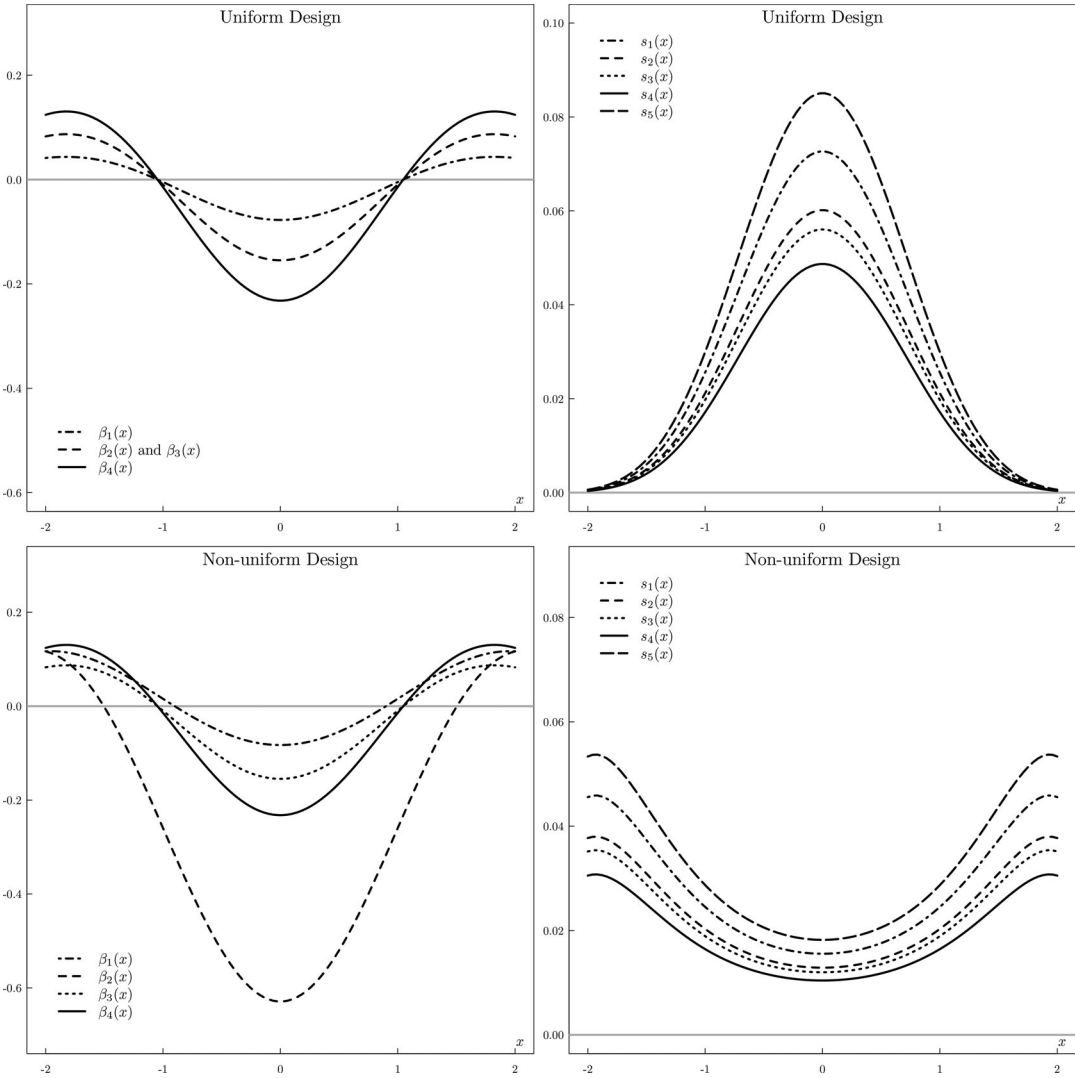 Uniform Design
0.2
0.0
-0.2
-0.4
-0.6
β₁(x)
β₂(x) and β₃(x)
β₄(x)
x
-2 -1 0 1 2
Uniform Design
0.10
0.08
0.06
0.04
0.02
0.00
s₁(x)
s₂(x)
s₃(x)
s₄(x)
s₅(x)
x
-2 -1 0 1 2
Non-uniform Design
0.2
0.0
-0.2
-0.4
-0.6
β₁(x)
β₂(x)
β₃(x)
β₄(x)
x
-2 -1 0 1 2
Non-uniform Design
s₁(x)
s₂(x)
s₃(x)
s₄(x)
s₅(x)
0.08
0.06
0.04
0.02
0.00
x
-2 -1 0 1 2